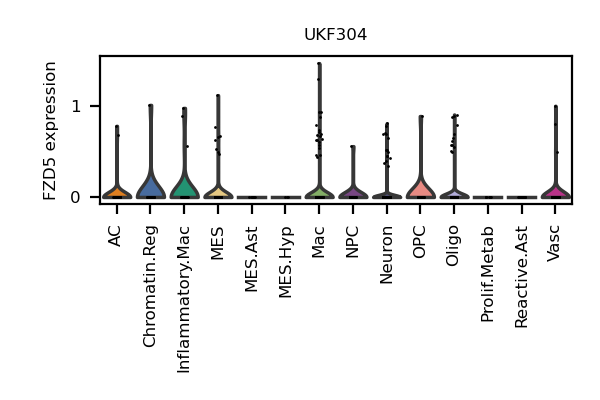 UKF304
FZD5 expression
1
0
AC
Chromatin.Reg
Inflammatory.Mac
MES
MES.Ast
MES.Hyp
Mac
NPC
Neuron
OPC
Oligo
Prolif.Metab
Reactive.Ast
Vasc